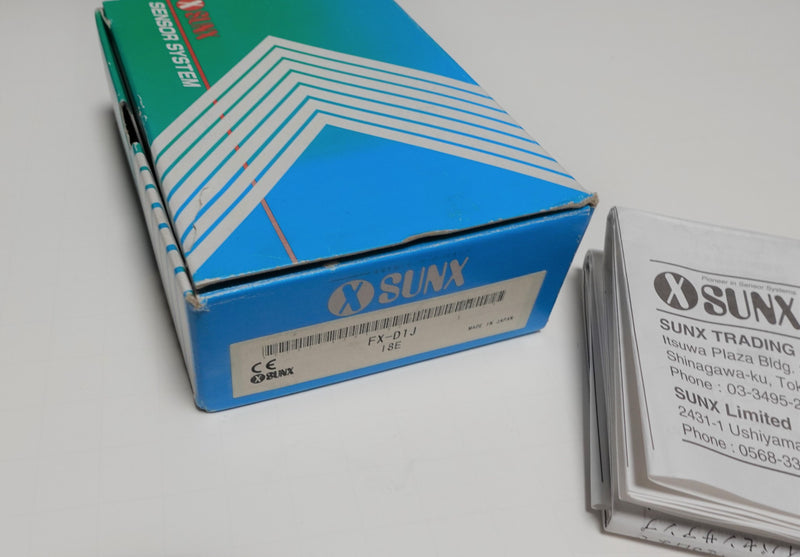 SUNX
SENSOR SYSTEM
SUNX
FX-D1J
18E
MADE IN JAPAN
CE
SUNX
Pioneer in Sensor Systems
SUNX
SUNX TRADING
Itsuwa Plaza Bldg.
Shinagawa-ku,
Phone : 03-3495-2
SUNX Limited
2431-1 Ushiyama
Phone : 0568-33